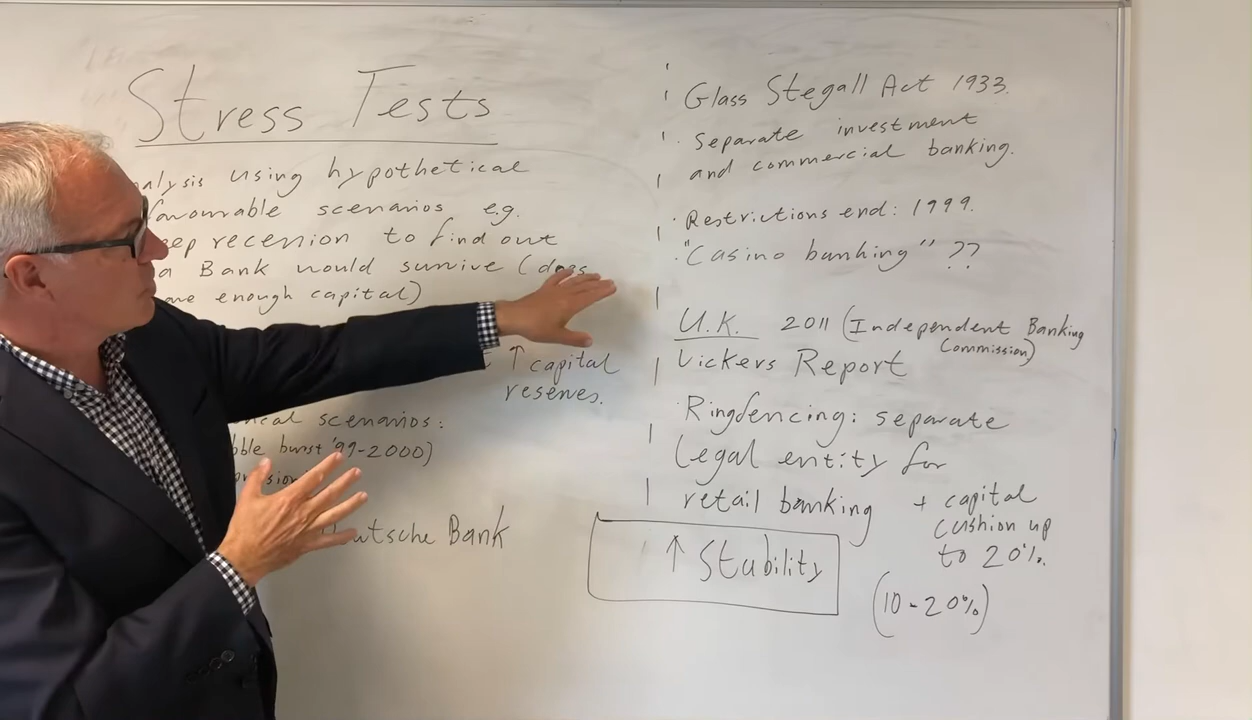 Stress Tests
alysis using hypothetical
favourable scenarios e.g.
eep recession to find out
a Bank would survive (does
enough capital)
↑ capital
reserves.
ical scenarios:
bble burst '99-2000)
Deutsche Bank
Glass Stegall Act 1933.
· Separate investment
and commercial banking.
· Restrictions end: 1999.
· "Casino banking" ??
U.K. 2011 (Independent Banking
Commission)
Vickers Report
Ringfencing: separate
legal entity for
retail banking
+ capital
cushion up
to 20%.
(10-20%)
↑ Stability